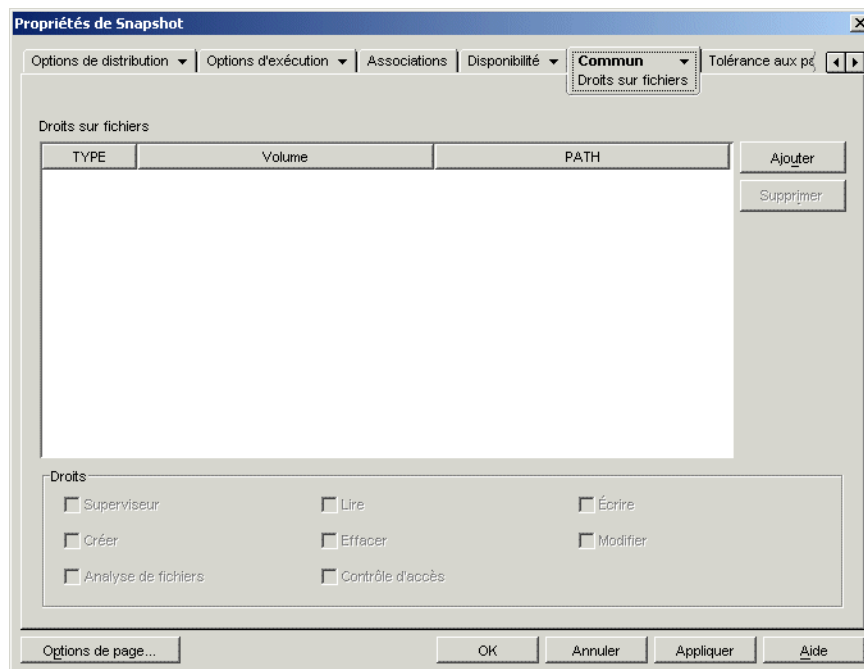 Propriétés de Snapshot
Options de distribution Options d'exécution Associations Disponibilité Commun Tolérance aux
Droits sur fichiers
Droits sur fichiers
TYPE Volume PATH
Ajouter
Supprimer
Droits
Superviseur Lire Écrire
Créer Effacer Modifier
Analyse de fichiers Contrôle d'accès
Options de page... OK Annuler Appliquer Aide